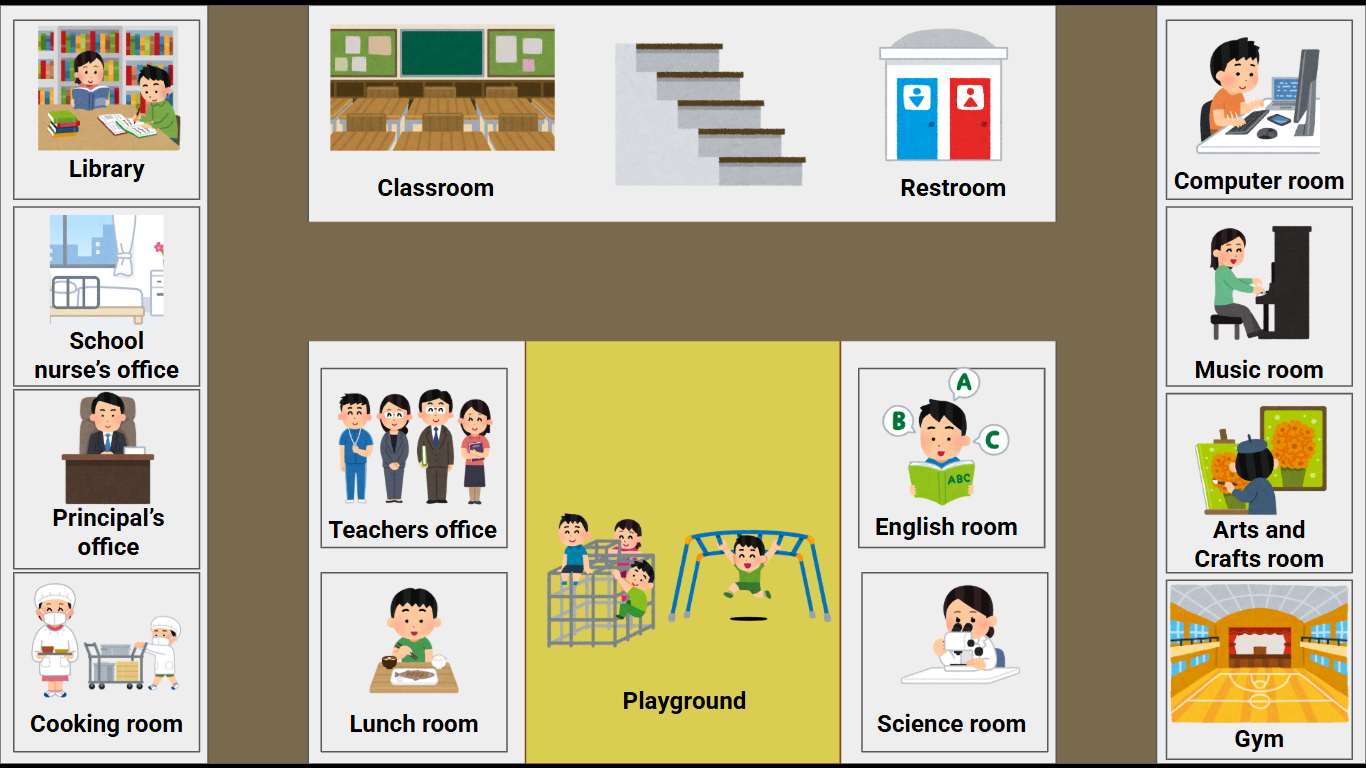 Library
Classroom
Restroom
Computer room
School
nurse's office
Music room
Principal's
office
Teachers office
A
B
C
ABC
English room
Arts and
Crafts room
Cooking room
Lunch room
Playground
Science room
Gym